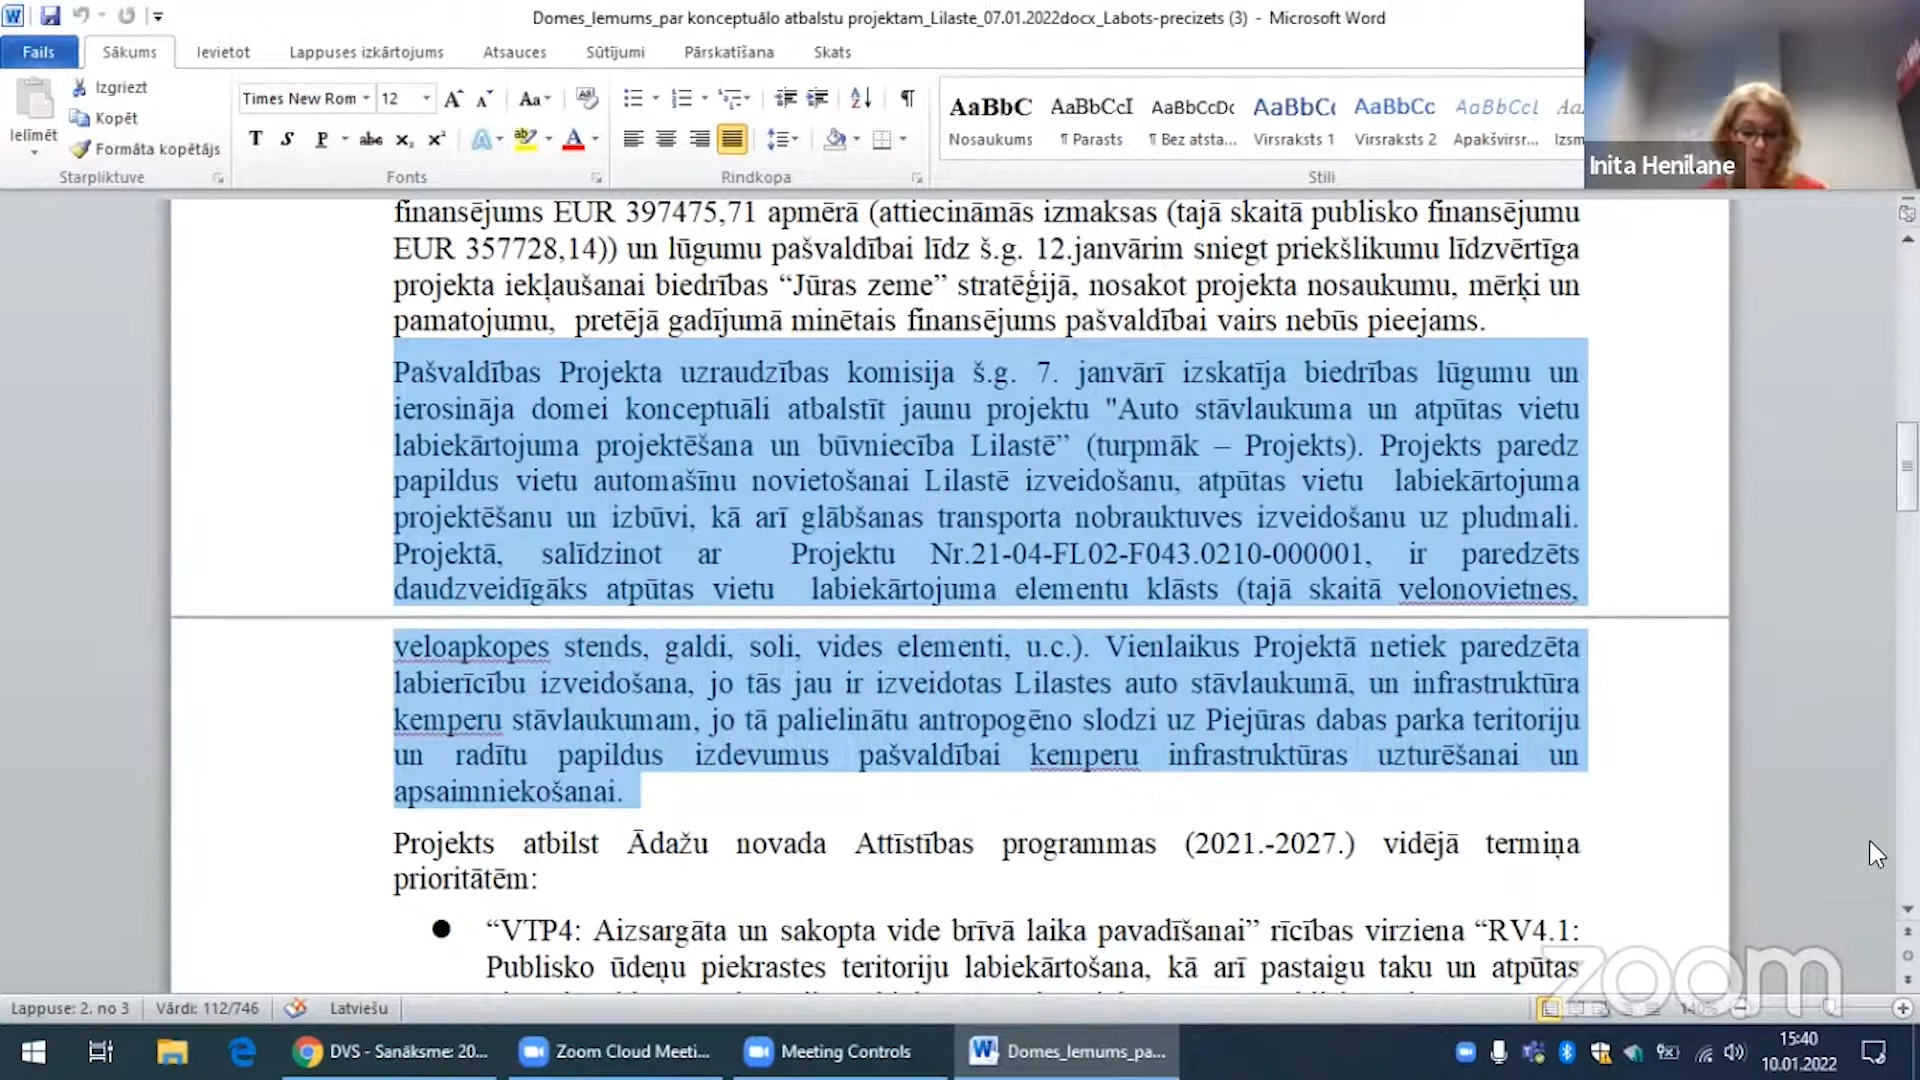 Domes_lemums_par konceptuālo atbalstu projektam_Lilaste_07.01.2022docx_Labots-precizets (3) - Microsoft Word
Fails Sākums Ievietot Lappuses izkārtojums Atsauces Sūtījumi Pārskatīšana Skats
Ielīmēt
Izgriezt
Kopēt
Formāta kopētājs
Starpliktuve
Times New Rom 12
Fonts
Rindkopa
AaBbC AaBbCcI AaBbCcDc AaBbC AaBbCc AaBbCcL
Nosaukums ¶ Parasts ¶ Bez atsta... Virsraksts 1 Virsraksts 2 Apakšvirsr...
Stili
Inita Henilane
finansējums EUR 397475,71 apmērā (attiecināmās izmaksas (tajā skaitā publisko finansējumu
EUR 357728,14)) un lūgumu pašvaldībai līdz š.g. 12.janvārim sniegt priekšlikumu līdzvērtīga
projekta iekļaušanai biedrības “Jūras zeme” stratēģijā, nosakot projekta nosaukumu, mērķi un
pamatojumu, pretējā gadījumā minētais finansējums pašvaldībai vairs nebūs pieejams.
Pašvaldības Projekta uzraudzības komisija š.g. 7. janvārī izskatīja biedrības lūgumu un
ierosināja domei konceptuāli atbalstīt jaunu projektu "Auto stāvlaukuma un atpūtas vietu
labiekārtojuma projektēšana un būvniecība Lilastē” (turpmāk – Projekts). Projekts paredz
papildus vietu automašīnu novietošanai Lilastē izveidošanu, atpūtas vietu labiekārtojuma
projektēšanu un izbūvi, kā arī glābšanas transporta nobrauktuves izveidošanu uz pludmali.
Projektā, salīdzinot ar Projektu Nr.21-04-FL02-F043.0210-000001, ir paredzēts
daudzveidīgāks atpūtas vietu labiekārtojuma elementu klāsts (tajā skaitā velonovietnes,
veloapkopes stends, galdi, soli, vides elementi, u.c.). Vienlaikus Projektā netiek paredzēta
labierīcību izveidošana, jo tās jau ir izveidotas Lilastes auto stāvlaukumā, un infrastruktūra
kemperu stāvlaukumam, jo tā palielinātu antropogēno slodzi uz Piejūras dabas parka teritoriju
un radītu papildus izdevumus pašvaldībai kemperu infrastruktūras uzturēšanai un
apsaimniekošanai.
Projekts atbilst Ādažu novada Attīstības programmas (2021.-2027.) vidējā termiņa
prioritātēm:
● “VTP4: Aizsargāta un sakopta vide brīvā laika pavadīšanai” rīcības virziena “RV4.1:
Publisko ūdeņu piekrastes teritoriju labiekārtošana, kā arī pastaigu taku un atpūtas
zoom
Lappuse: 2. no 3 Vārdi: 112/746 Latviešu 140%
DVS - Sanāksme: 20... Zoom Cloud Meeti... Meeting Controls Domes_lemums_pa...
15:40
10.01.2022